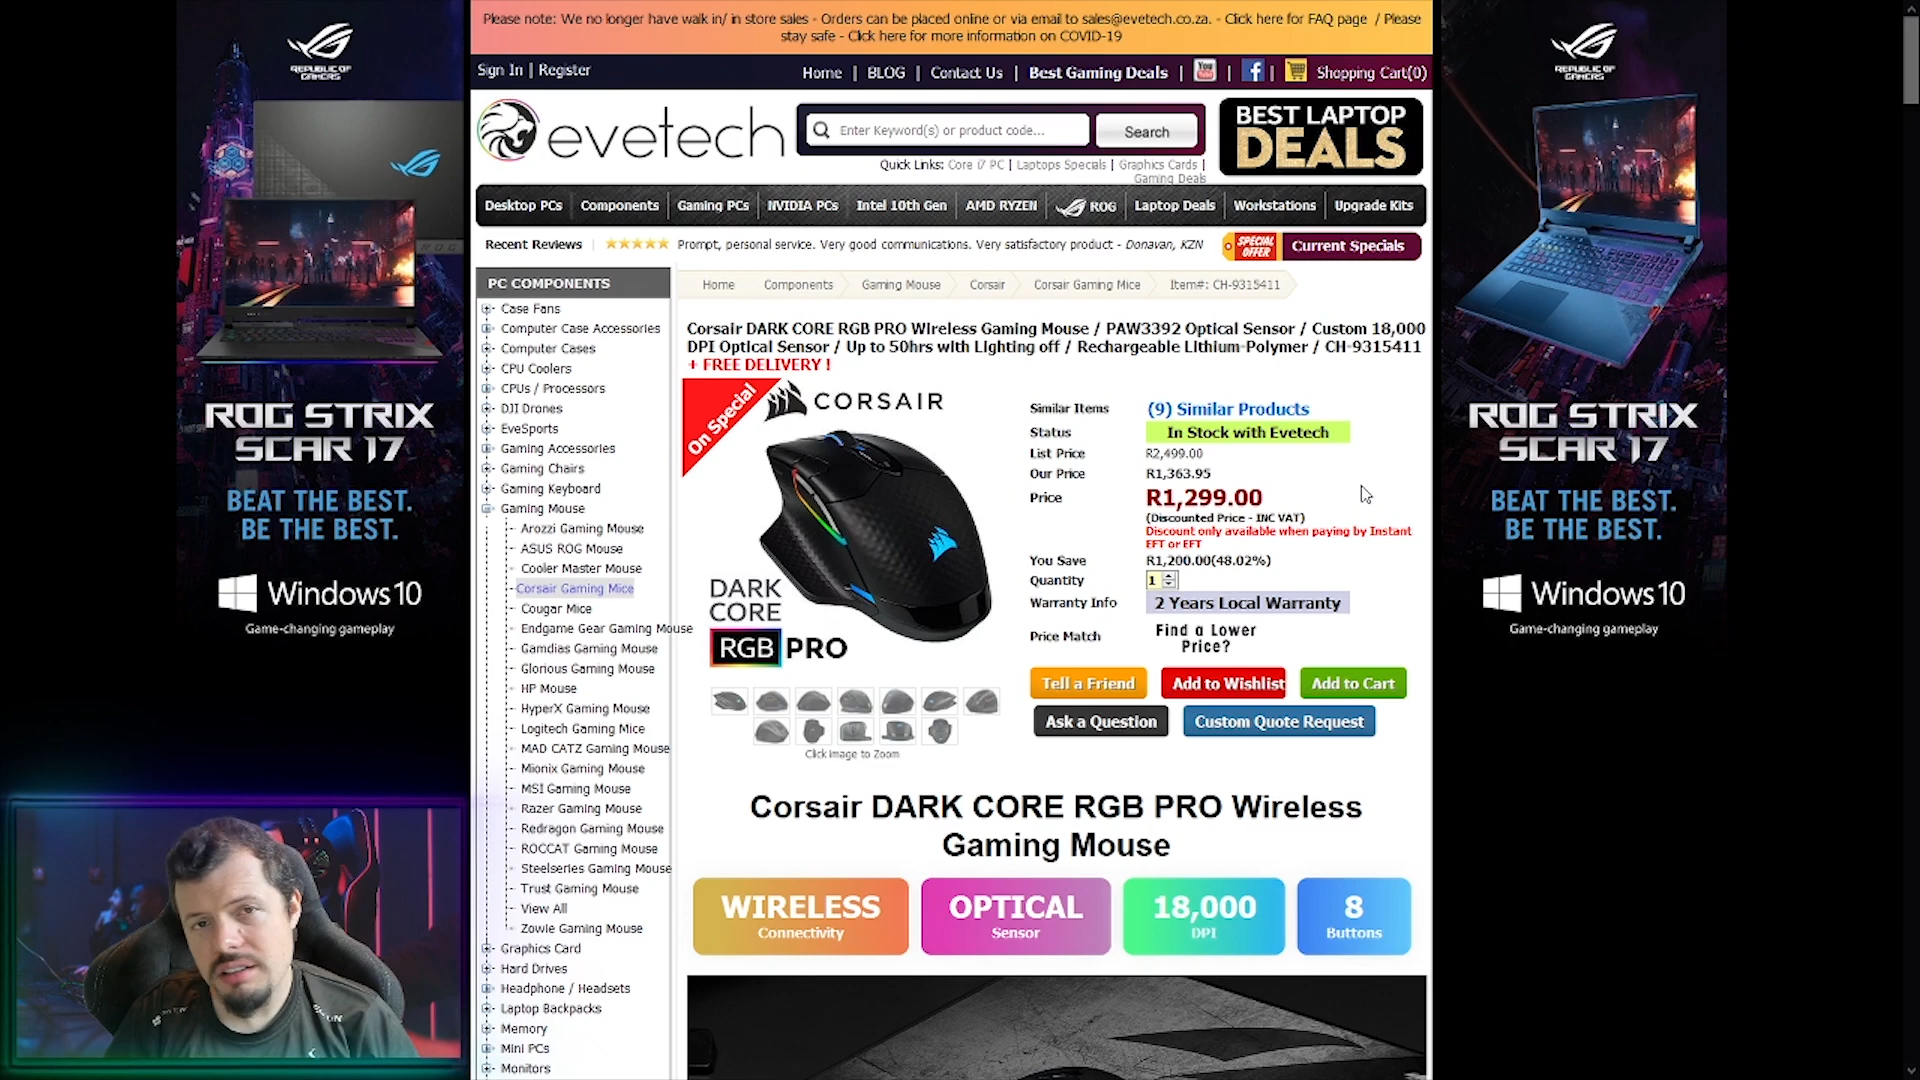 Please note: We no longer have walk in/ in store sales - Orders can be placed online or via email to sales@evetech.co.za. - Click here for FAQ page / Please
stay safe - Click here for more information on COVID-19
Sign In | Register
Home | BLOG | Contact Us | Best Gaming Deals | You Tube | f | Shopping Cart(0)
REPUBLIC OF
GAMERS
evetech
Enter Keyword(s) or product code...
Search
Quick Links: Core i7 PC | Laptops Specials | Graphics Cards |
Gaming Deals
BEST LAPTOP
DEALS
REPUBLIC OF
GAMERS
Desktop PCs
Components
Gaming PCs
NVIDIA PCs
Intel 10th Gen
AMD RYZEN
ROG
Laptop Deals
Workstations
Upgrade Kits
Recent Reviews
Prompt, personal service. Very good communications. Very satisfactory product - Donavan, KZN
SPECIAL
OFFER
Current Specials
PC COMPONENTS
Case Fans
Computer Case Accessories
Computer Cases
CPU Coolers
CPUs / Processors
DJI Drones
EveSports
Gaming Accessories
Gaming Chairs
Gaming Keyboard
Gaming Mouse
Arozzi Gaming Mouse
ASUS ROG Mouse
Cooler Master Mouse
Corsair Gaming Mice
Cougar Mice
Endgame Gear Gaming Mouse
Gamdias Gaming Mouse
Glorious Gaming Mouse
HP Mouse
HyperX Gaming Mouse
Logitech Gaming Mice
MAD CATZ Gaming Mouse
Mionix Gaming Mouse
MSI Gaming Mouse
Razer Gaming Mouse
Redragon Gaming Mouse
ROCCAT Gaming Mouse
Steelseries Gaming Mouse
Trust Gaming Mouse
View All
Zowie Gaming Mouse
Graphics Card
Hard Drives
Headphone / Headsets
Laptop Backpacks
Memory
Mini PCs
Monitors
Home
Components
Gaming Mouse
Corsair
Corsair Gaming Mice
Item#: CH-9315411
Corsair DARK CORE RGB PRO Wireless Gaming Mouse / PAW3392 Optical Sensor / Custom 18,000
DPI Optical Sensor / Up to 50hrs with Lighting off / Rechargeable Lithium-Polymer / CH-9315411
+ FREE DELIVERY !
On Special
CORSAIR
DARK
CORE
RGB PRO
Click Image to Zoom
Similar Items (9) Similar Products
Status In Stock with Evetech
List Price R2,499.00
Our Price R1,363.95
Price R1,299.00
(Discounted Price - INC VAT)
Discount only available when paying by Instant
EFT or EFT
You Save R1,200.00(48.02%)
Quantity 1
Warranty Info 2 Years Local Warranty
Price Match Find a Lower
Price?
Tell a Friend
Add to Wishlist
Add to Cart
Ask a Question
Custom Quote Request
Corsair DARK CORE RGB PRO Wireless
Gaming Mouse
WIRELESS
Connectivity
OPTICAL
Sensor
18,000
DPI
8
Buttons
ROG STRIX
SCAR 17
BEAT THE BEST.
BE THE BEST.
Windows 10
Game-changing gameplay
ROG STRIX
SCAR 17
BEAT THE BEST.
BE THE BEST.
Windows 10
Game-changing gameplay